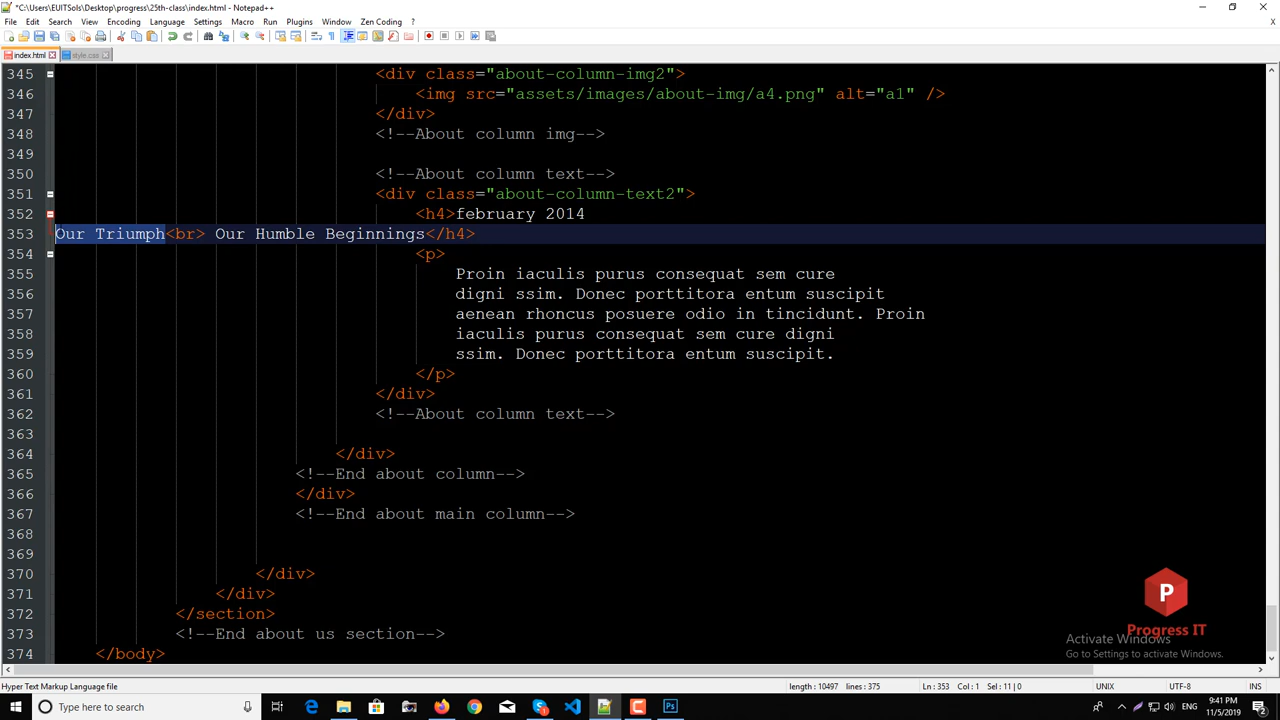 *C:\Users\EUITSols\Desktop\progress\25th-class\index.html - Notepad++
File Edit Search View Encoding Language Settings Macro Run Plugins Window Zen Coding ?
index.html style.css
345 <div class="about-column-img2">
346 <img src="assets/images/about-img/a4.png" alt="a1" />
347 </div>
348 <!--About column img-->
349
350 <!--About column text-->
351 <div class="about-column-text2">
352 <h4>february 2014
353 Our Triumph<br> Our Humble Beginnings</h4>
354 <p>
355 Proin iaculis purus consequat sem cure
356 digni ssim. Donec porttitora entum suscipit
357 aenean rhoncus posuere odio in tincidunt. Proin
358 iaculis purus consequat sem cure digni
359 ssim. Donec porttitora entum suscipit.
360 </p>
361 </div>
362 <!--About column text-->
363
364 </div>
365 <!--End about column-->
366 </div>
367 <!--End about main column-->
368
369
370 </div>
371 </div>
372 </section>
373 <!--End about us section-->
374 </body>
P
Progress IT
Activate Windows
Go to Settings to activate Windows.
Hyper Text Markup Language file length : 10497 lines : 375 Ln : 353 Col : 1 Sel : 11 | 0 UNIX UTF-8 INS
Type here to search ENG 9:41 PM
11/5/2019